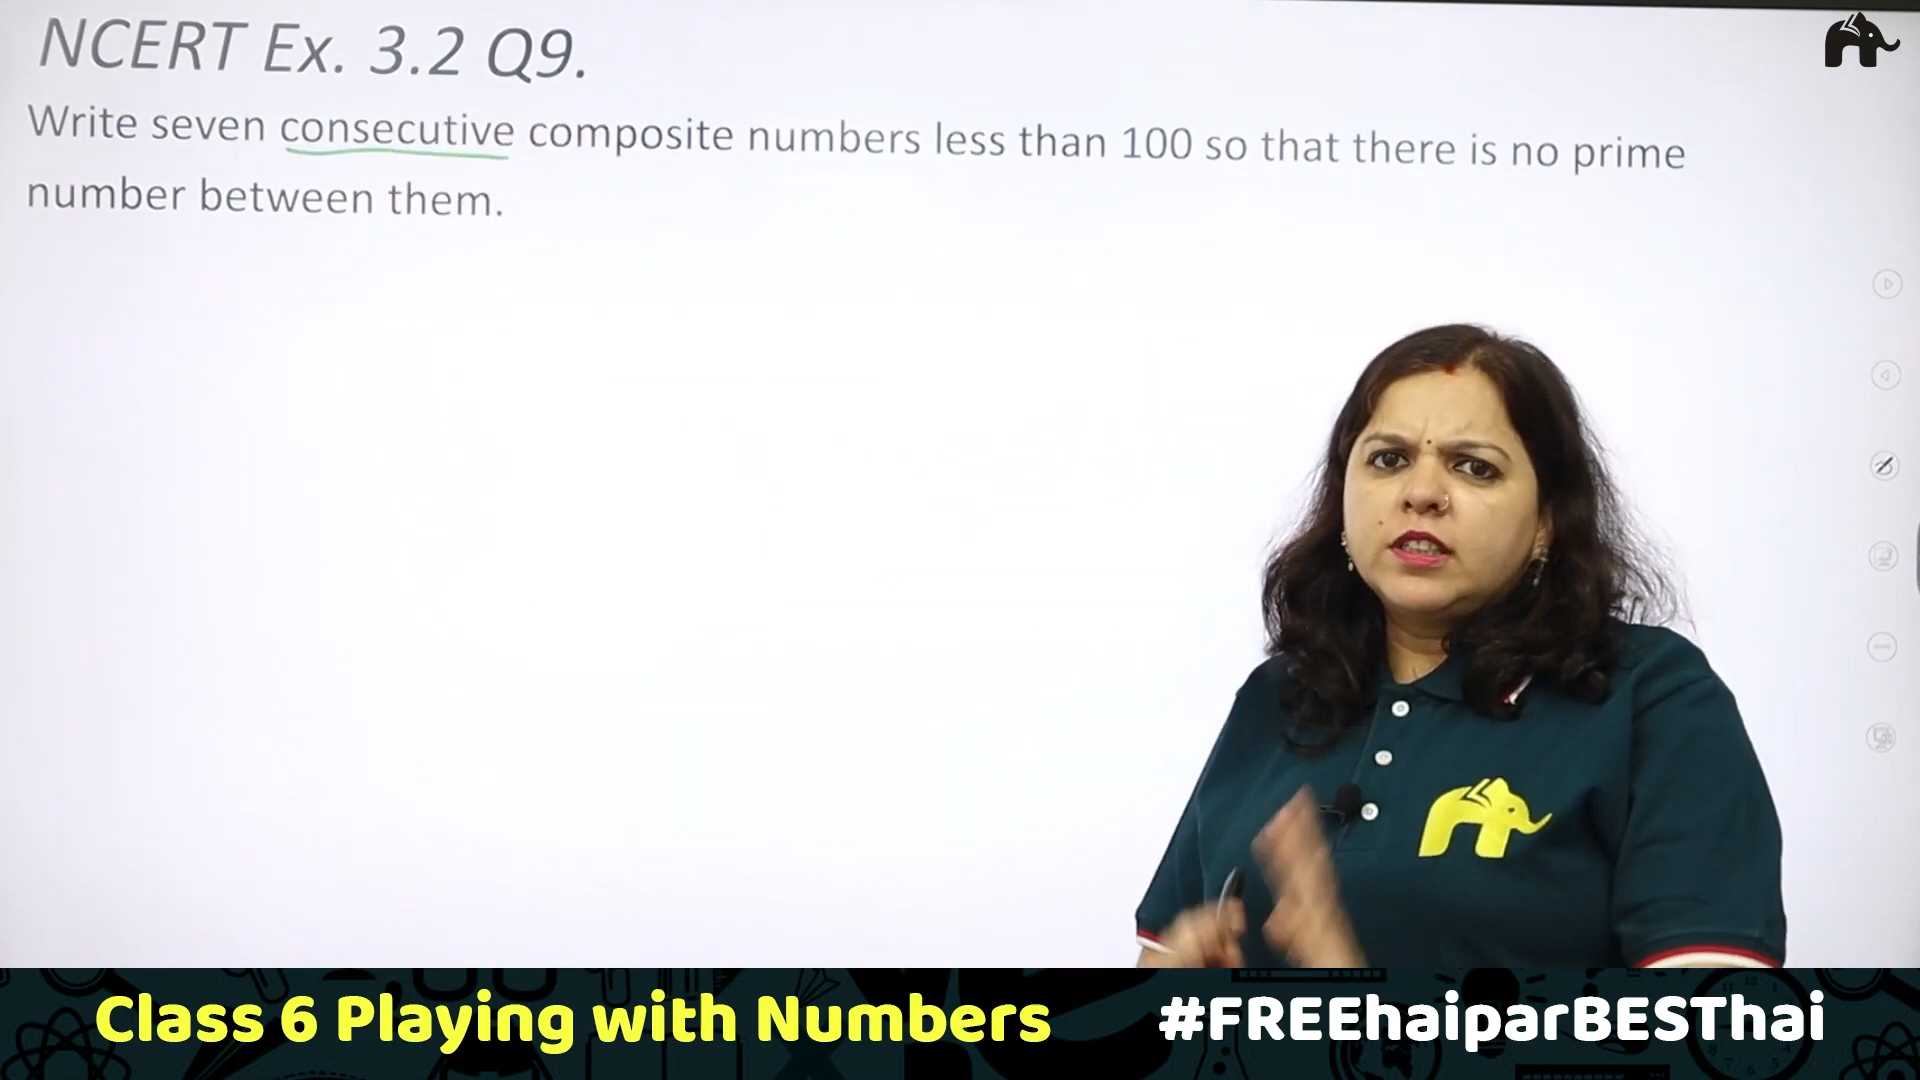 NCERT Ex. 3.2 Q9.
Write seven consecutive composite numbers less than 100 so that there is no prime
number between them.
Class 6 Playing with Numbers
#FREEhaiparBESThai